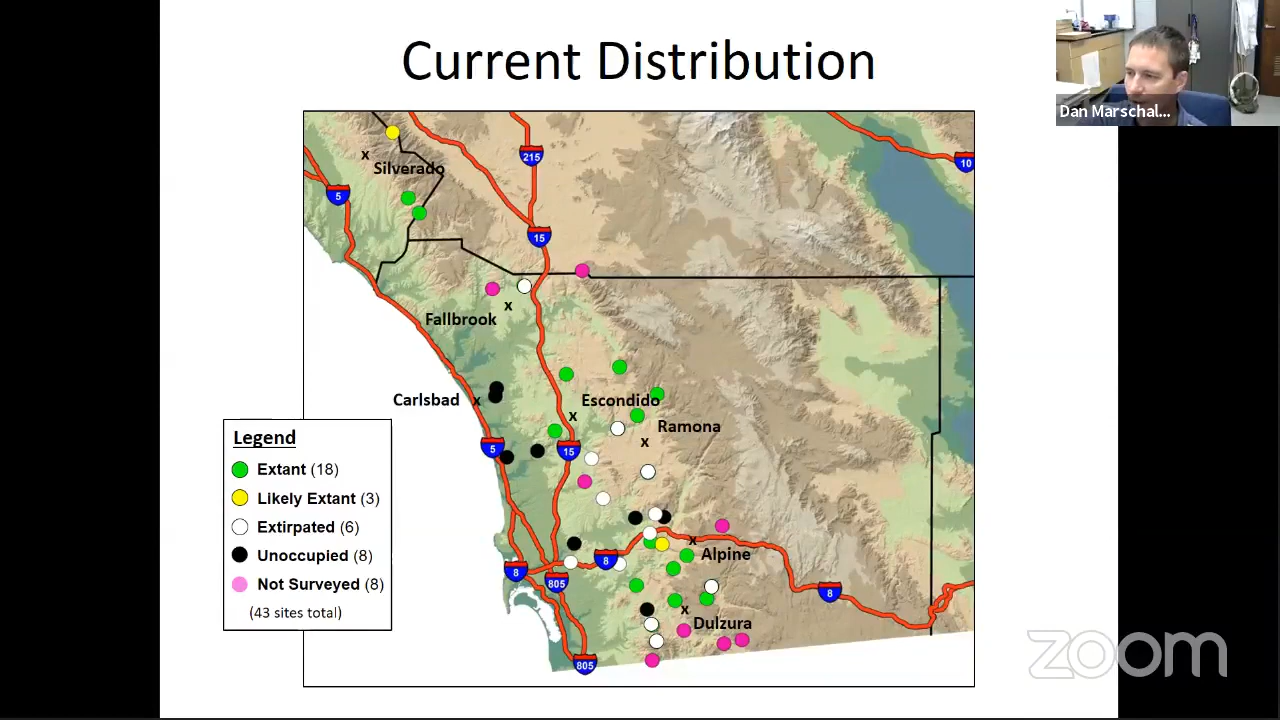 Current Distribution
Dan Marschal...
Silverado
x
215
10
5
15
Fallbrook
x
Carlsbad
x
Escondido
x
Ramona
x
5
15
Legend
Extant (18)
Likely Extant (3)
Extirpated (6)
Unoccupied (8)
Not Surveyed (8)
(43 sites total)
x
Alpine
8
8
805
8
x
Dulzura
805
zoom